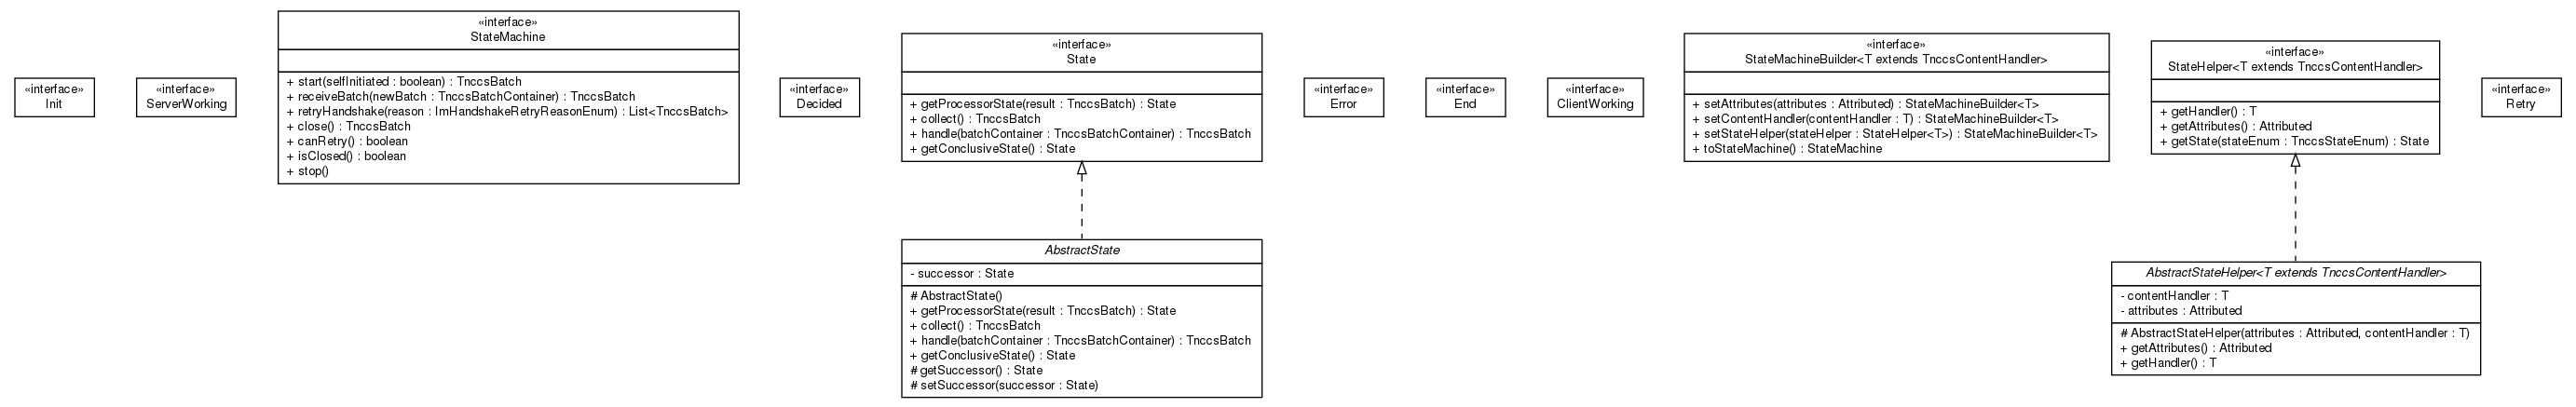 «interface»
Init
«interface»
ServerWorking
«interface»
StateMachine
+ start(selfInitiated : boolean) : TnccsBatch
+ receiveBatch(newBatch : TnccsBatchContainer) : TnccsBatch
+ retryHandshake(reason : ImHandshakeRetryReasonEnum) : List<TnccsBatch>
+ close() : TnccsBatch
+ canRetry() : boolean
+ isClosed() : boolean
+ stop()
«interface»
Decided
«interface»
State
+ getProcessorState(result : TnccsBatch) : State
+ collect() : TnccsBatch
+ handle(batchContainer : TnccsBatchContainer) : TnccsBatch
+ getConclusiveState() : State
AbstractState
- successor : State
# AbstractState()
+ getProcessorState(result : TnccsBatch) : State
+ collect() : TnccsBatch
+ handle(batchContainer : TnccsBatchContainer) : TnccsBatch
+ getConclusiveState() : State
# getSuccessor() : State
# setSuccessor(successor : State)
«interface»
Error
«interface»
End
«interface»
ClientWorking
«interface»
StateMachineBuilder<T extends TnccsContentHandler>
+ setAttributes(attributes : Attributed) : StateMachineBuilder<T>
+ setContentHandler(contentHandler : T) : StateMachineBuilder<T>
+ setStateHelper(stateHelper : StateHelper<T>) : StateMachineBuilder<T>
+ toStateMachine() : StateMachine
«interface»
StateHelper<T extends TnccsContentHandler>
+ getHandler() : T
+ getAttributes() : Attributed
+ getState(stateEnum : TnccsStateEnum) : State
AbstractStateHelper<T extends TnccsContentHandler>
- contentHandler : T
- attributes : Attributed
# AbstractStateHelper(attributes : Attributed, contentHandler : T)
+ getAttributes() : Attributed
+ getHandler() : T
«interface»
Retry